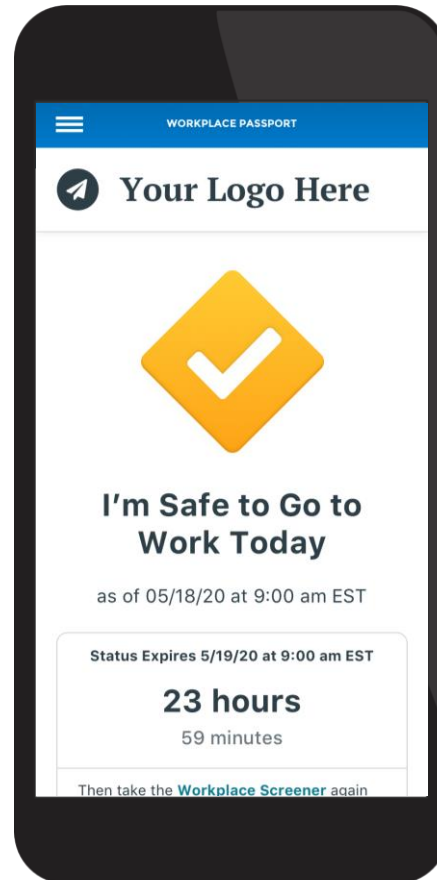 WORKPLACE PASSPORT
Your Logo Here
I'm Safe to Go to
Work Today
as of 05/18/20 at 9:00 am EST
Status Expires 5/19/20 at 9:00 am EST
23 hours
59 minutes
Then take the Workplace Screener again